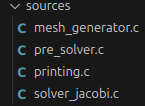 sources
C mesh_generator.c
C pre_solver.c
C printing.c
C solver_jacobi.c